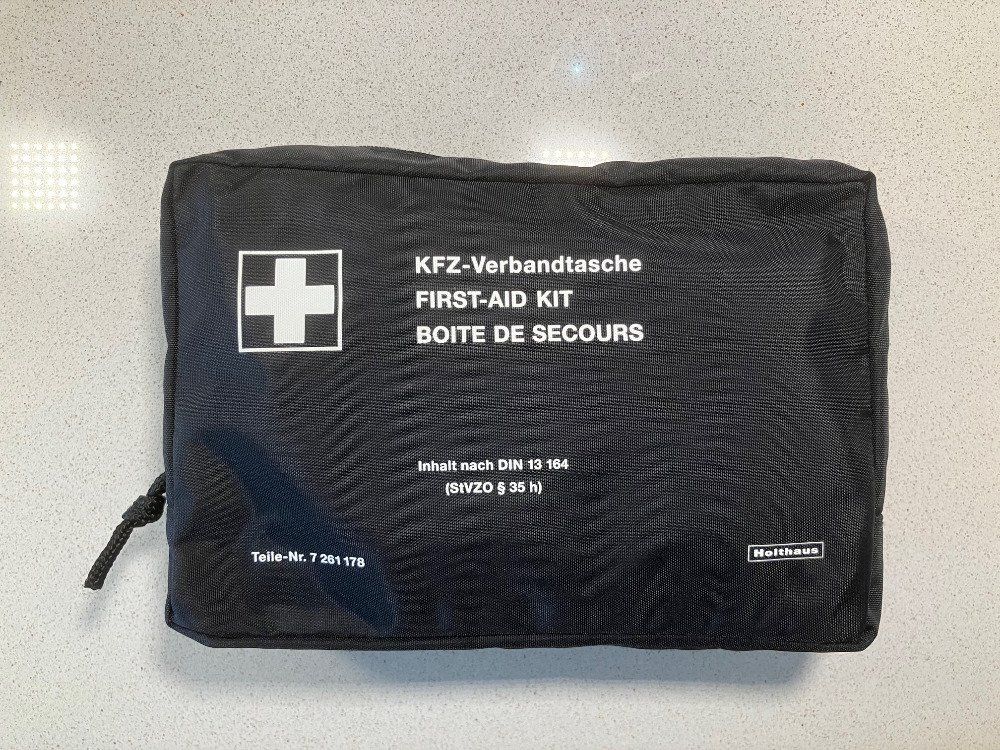 KFZ-Verbandtasche
FIRST-AID KIT
BOITE DE SECOURS
Inhalt nach DIN 13 164
(StVZO § 35 h)
Teile-Nr. 7 261 178
Holthaus